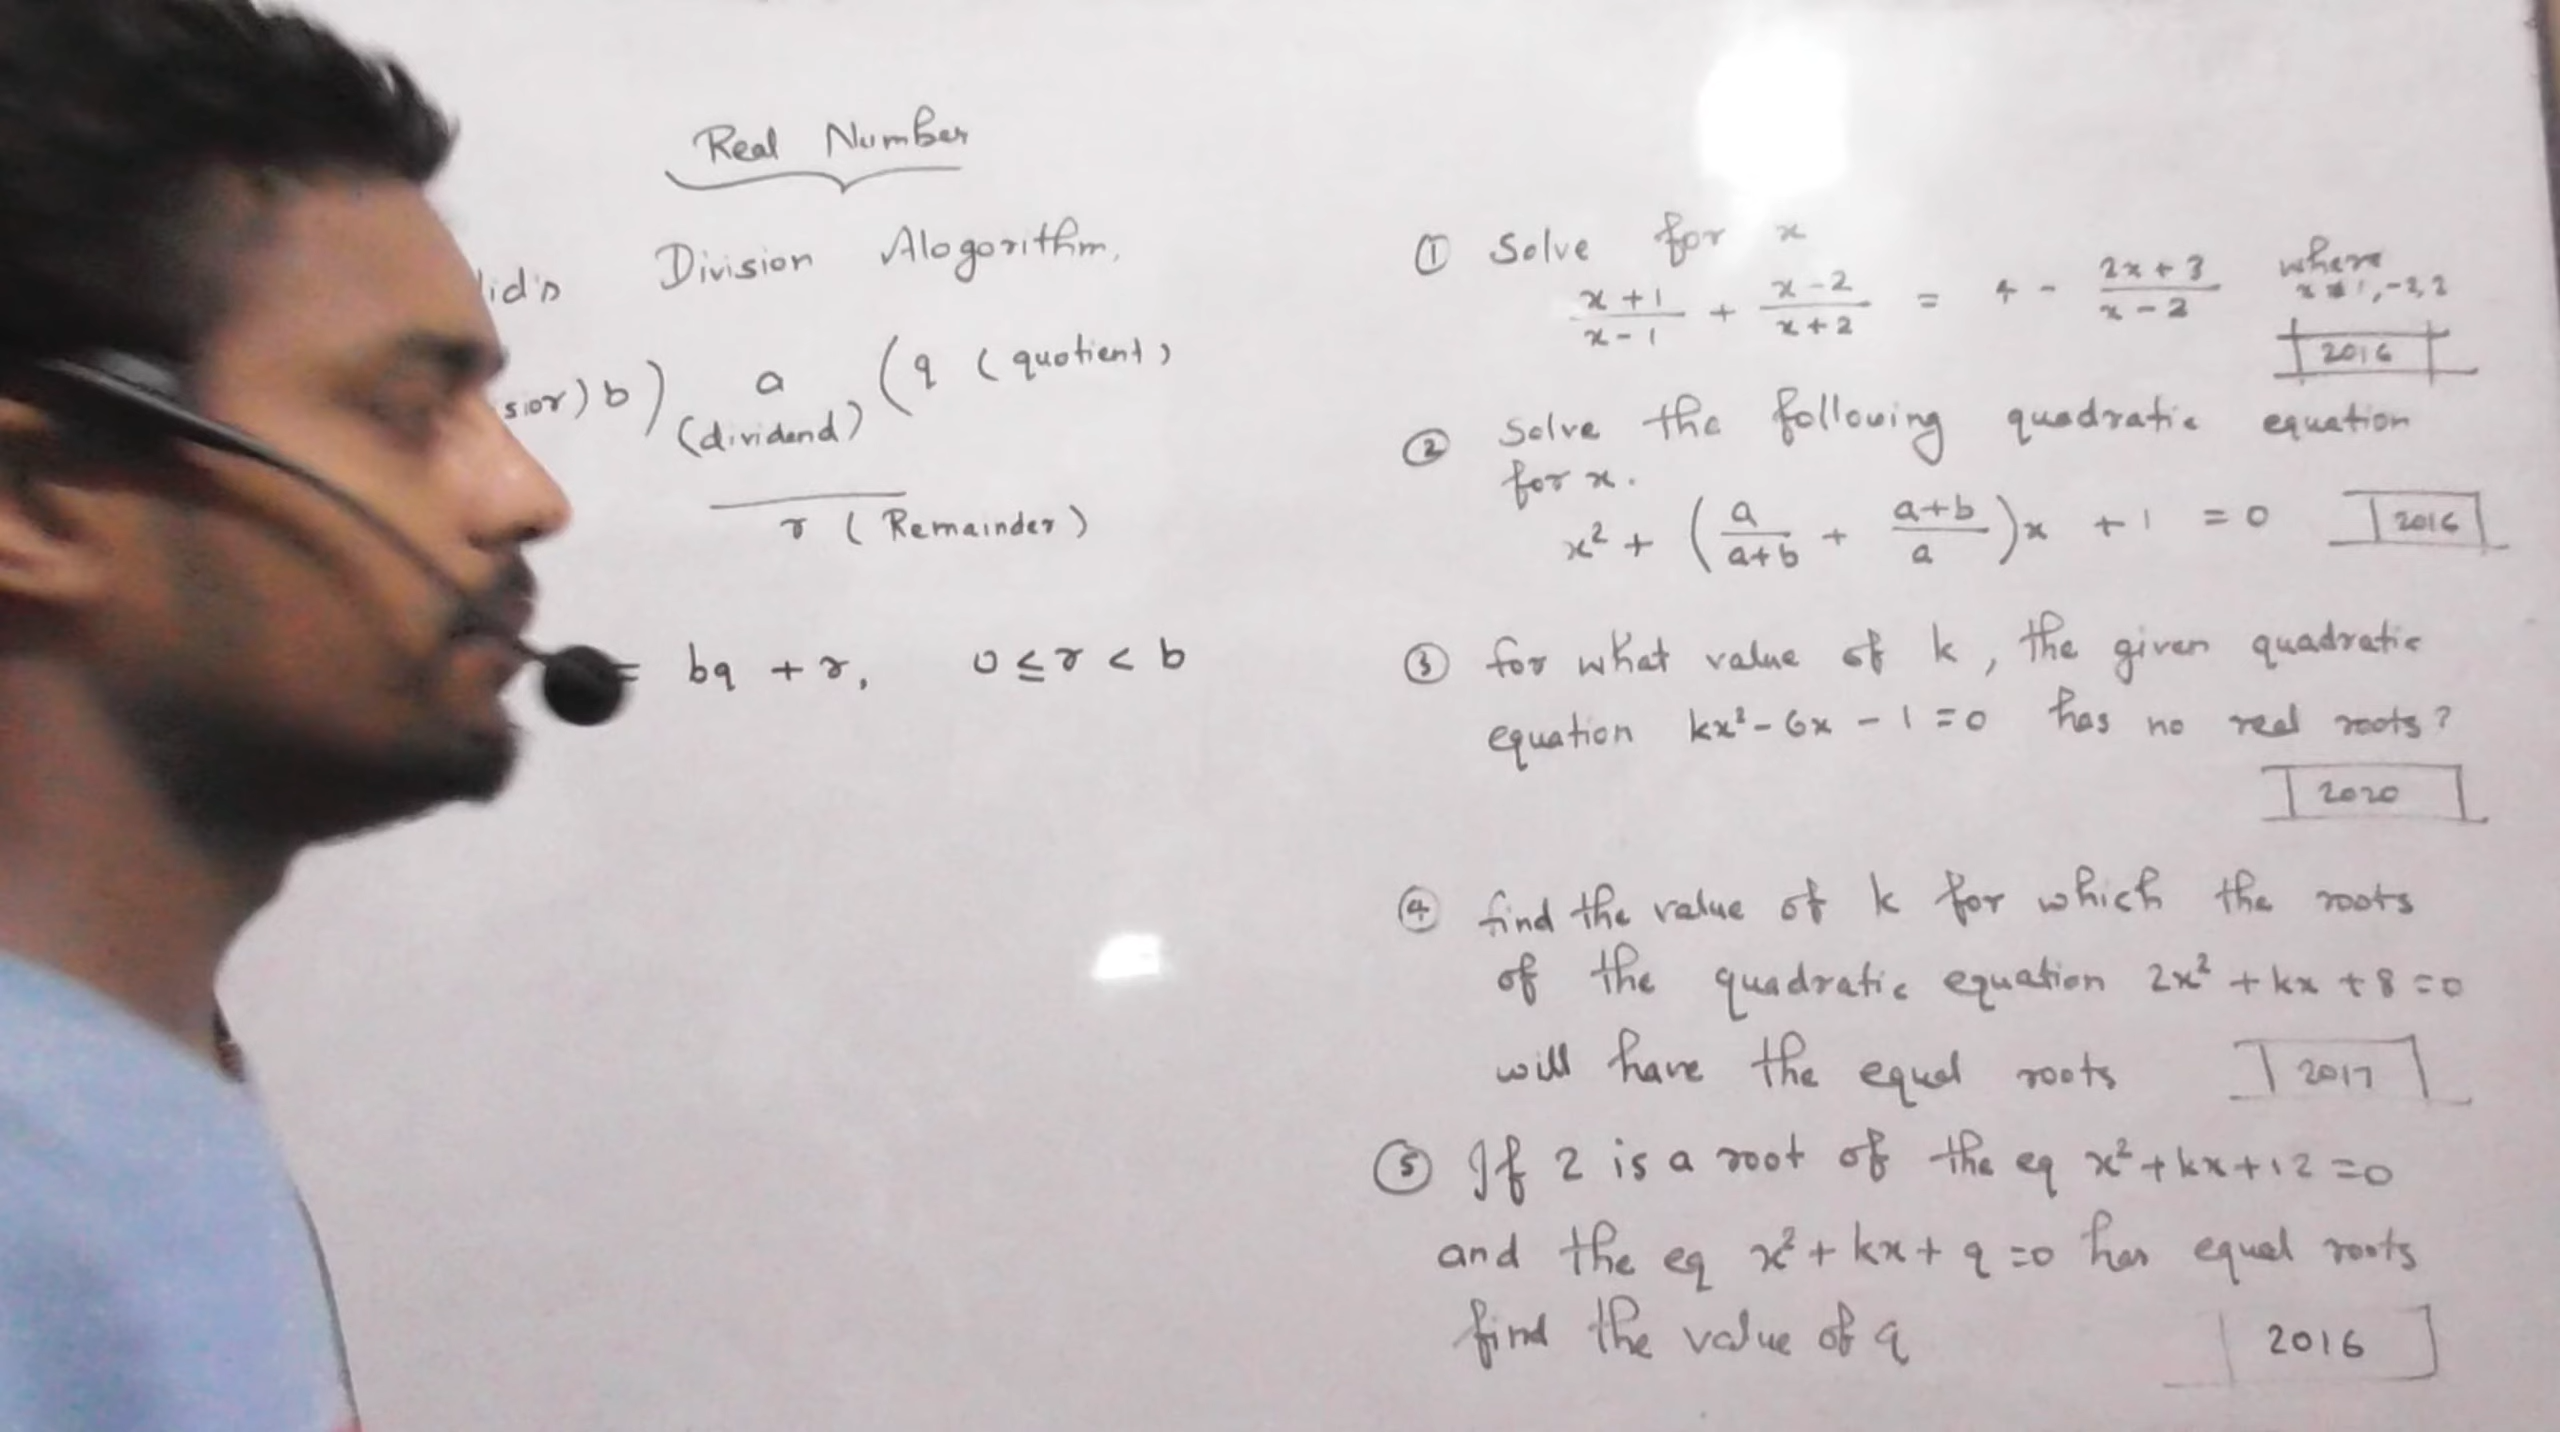 Real Number
lid's Division Alogorithm,
sior) b) a (q (quotient)
(dividend)
r (Remainder)
= bq + r, 0 ≤ r < b
① Solve for x
x+1/x-1 + x-2/x+2 = 4 - 2x+3/x-2 where x ≠ 1, -2, 2
2016
② Solve the following quadratic equation
for x.
x² + (a/a+b + a+b/a)x + 1 = 0 2016
③ for what value of k, the given quadratic
equation kx² - 6x - 1 = 0 has no real roots?
2020
④ find the value of k for which the roots
of the quadratic equation 2x² + kx + 8 = 0
will have the equal roots 2017
⑤ If 2 is a root of the eq x² + kx + 12 = 0
and the eq x² + kx + q = 0 has equal roots
find the value of q 2016